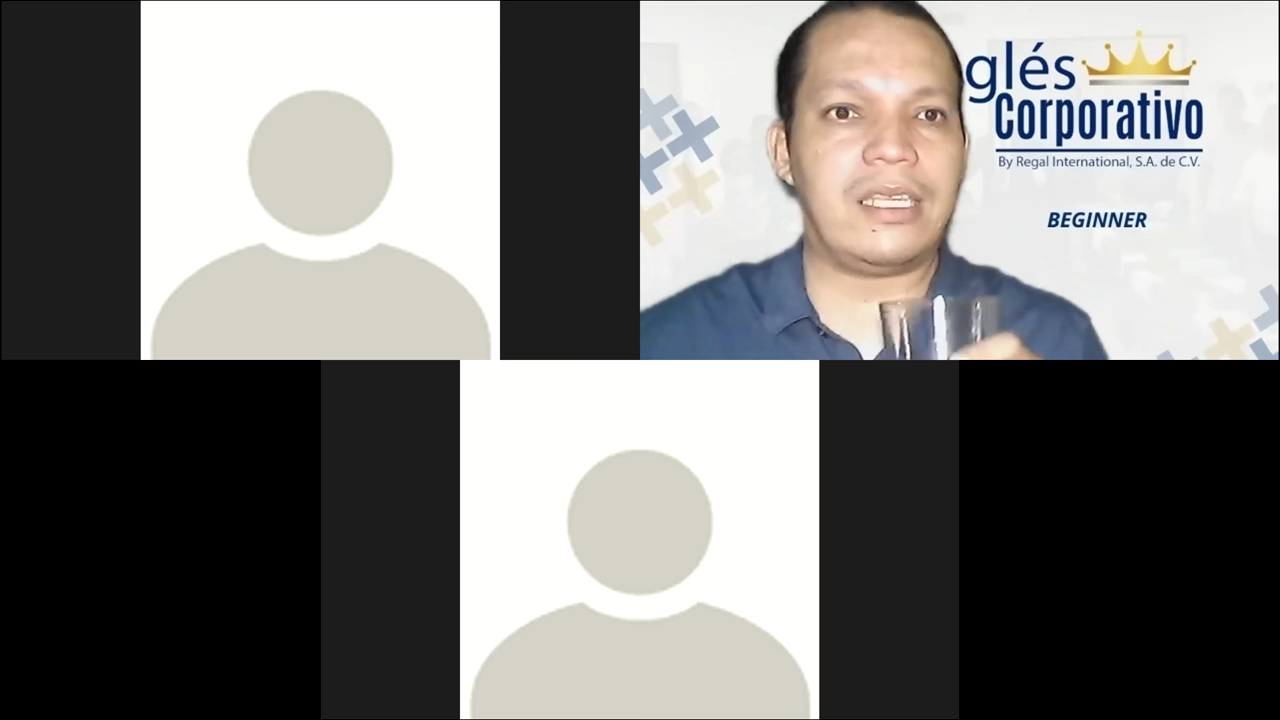 glés
Corporativo
By Regal International, S.A. de C.V.
BEGINNER